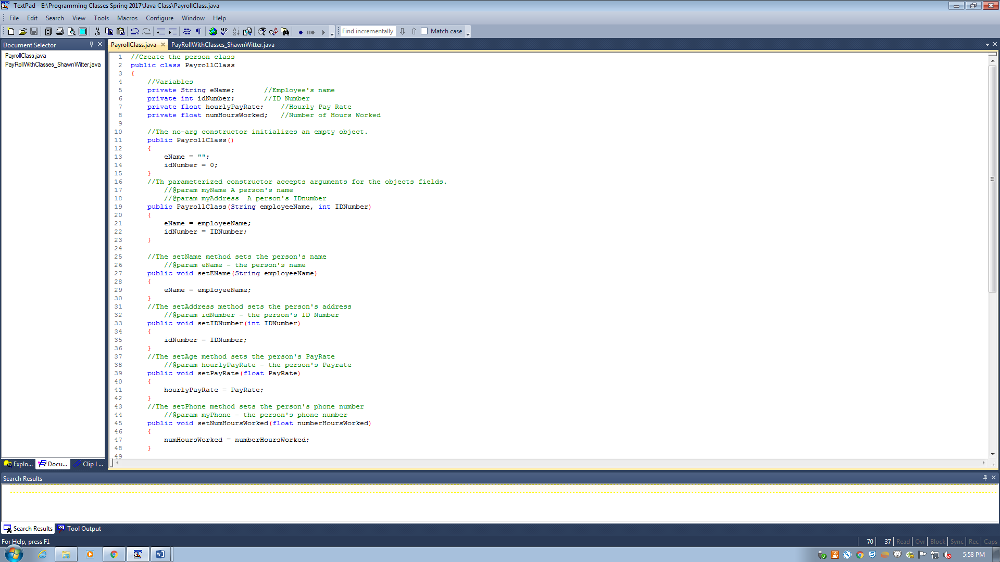 TextPad - E:\Programming Classes Spring 2017\Java Class\PayrollClass.java
File Edit Search View Tools Macros Configure Window Help
Find incrementally Match case
Document Selector
PayrollClass.java
PayRollWithClasses_ShawnWitter.java
PayrollClass.java PayRollWithClasses_ShawnWitter.java
1 //Create the person class
2 public class PayrollClass
3 {
4 //Variables
5 private String eName; //Employee's name
6 private int idNumber; //ID Number
7 private float hourlyPayRate; //Hourly Pay Rate
8 private float numHoursWorked; //Number of Hours Worked
9
10 //The no-arg constructor initializes an empty object.
11 public PayrollClass()
12 {
13 eName = "";
14 idNumber = 0;
15 }
16 //Th parameterized constructor accepts arguments for the objects fields.
17 //@param myName A person's name
18 //@param myAddress  A person's IDnumber
19 public PayrollClass(String employeeName, int IDNumber)
20 {
21 eName = employeeName;
22 idNumber = IDNumber;
23 }
24
25 //The setName method sets the person's name
26 //@param eName - the person's name
27 public void setEName(String employeeName)
28 {
29 eName = employeeName;
30 }
31 //The setAddress method sets the person's address
32 //@param idNumber - the person's ID Number
33 public void setIDNumber(int IDNumber)
34 {
35 idNumber = IDNumber;
36 }
37 //The setAge method sets the person's PayRate
38 //@param hourlyPayRate - the person's Payrate
39 public void setPayRate(float PayRate)
40 {
41 hourlyPayRate = PayRate;
42 }
43 //The setPhone method sets the person's phone number
44 //@param myPhone - the person's phone number
45 public void setNumHoursWorked(float numberHoursWorked)
46 {
47 numHoursWorked = numberHoursWorked;
48 }
49
Explo... Docu... Clip L...
Search Results
Search Results Tool Output
For Help, press F1 70 37 Read Ovr Block Sync Rec Caps
5:58 PM